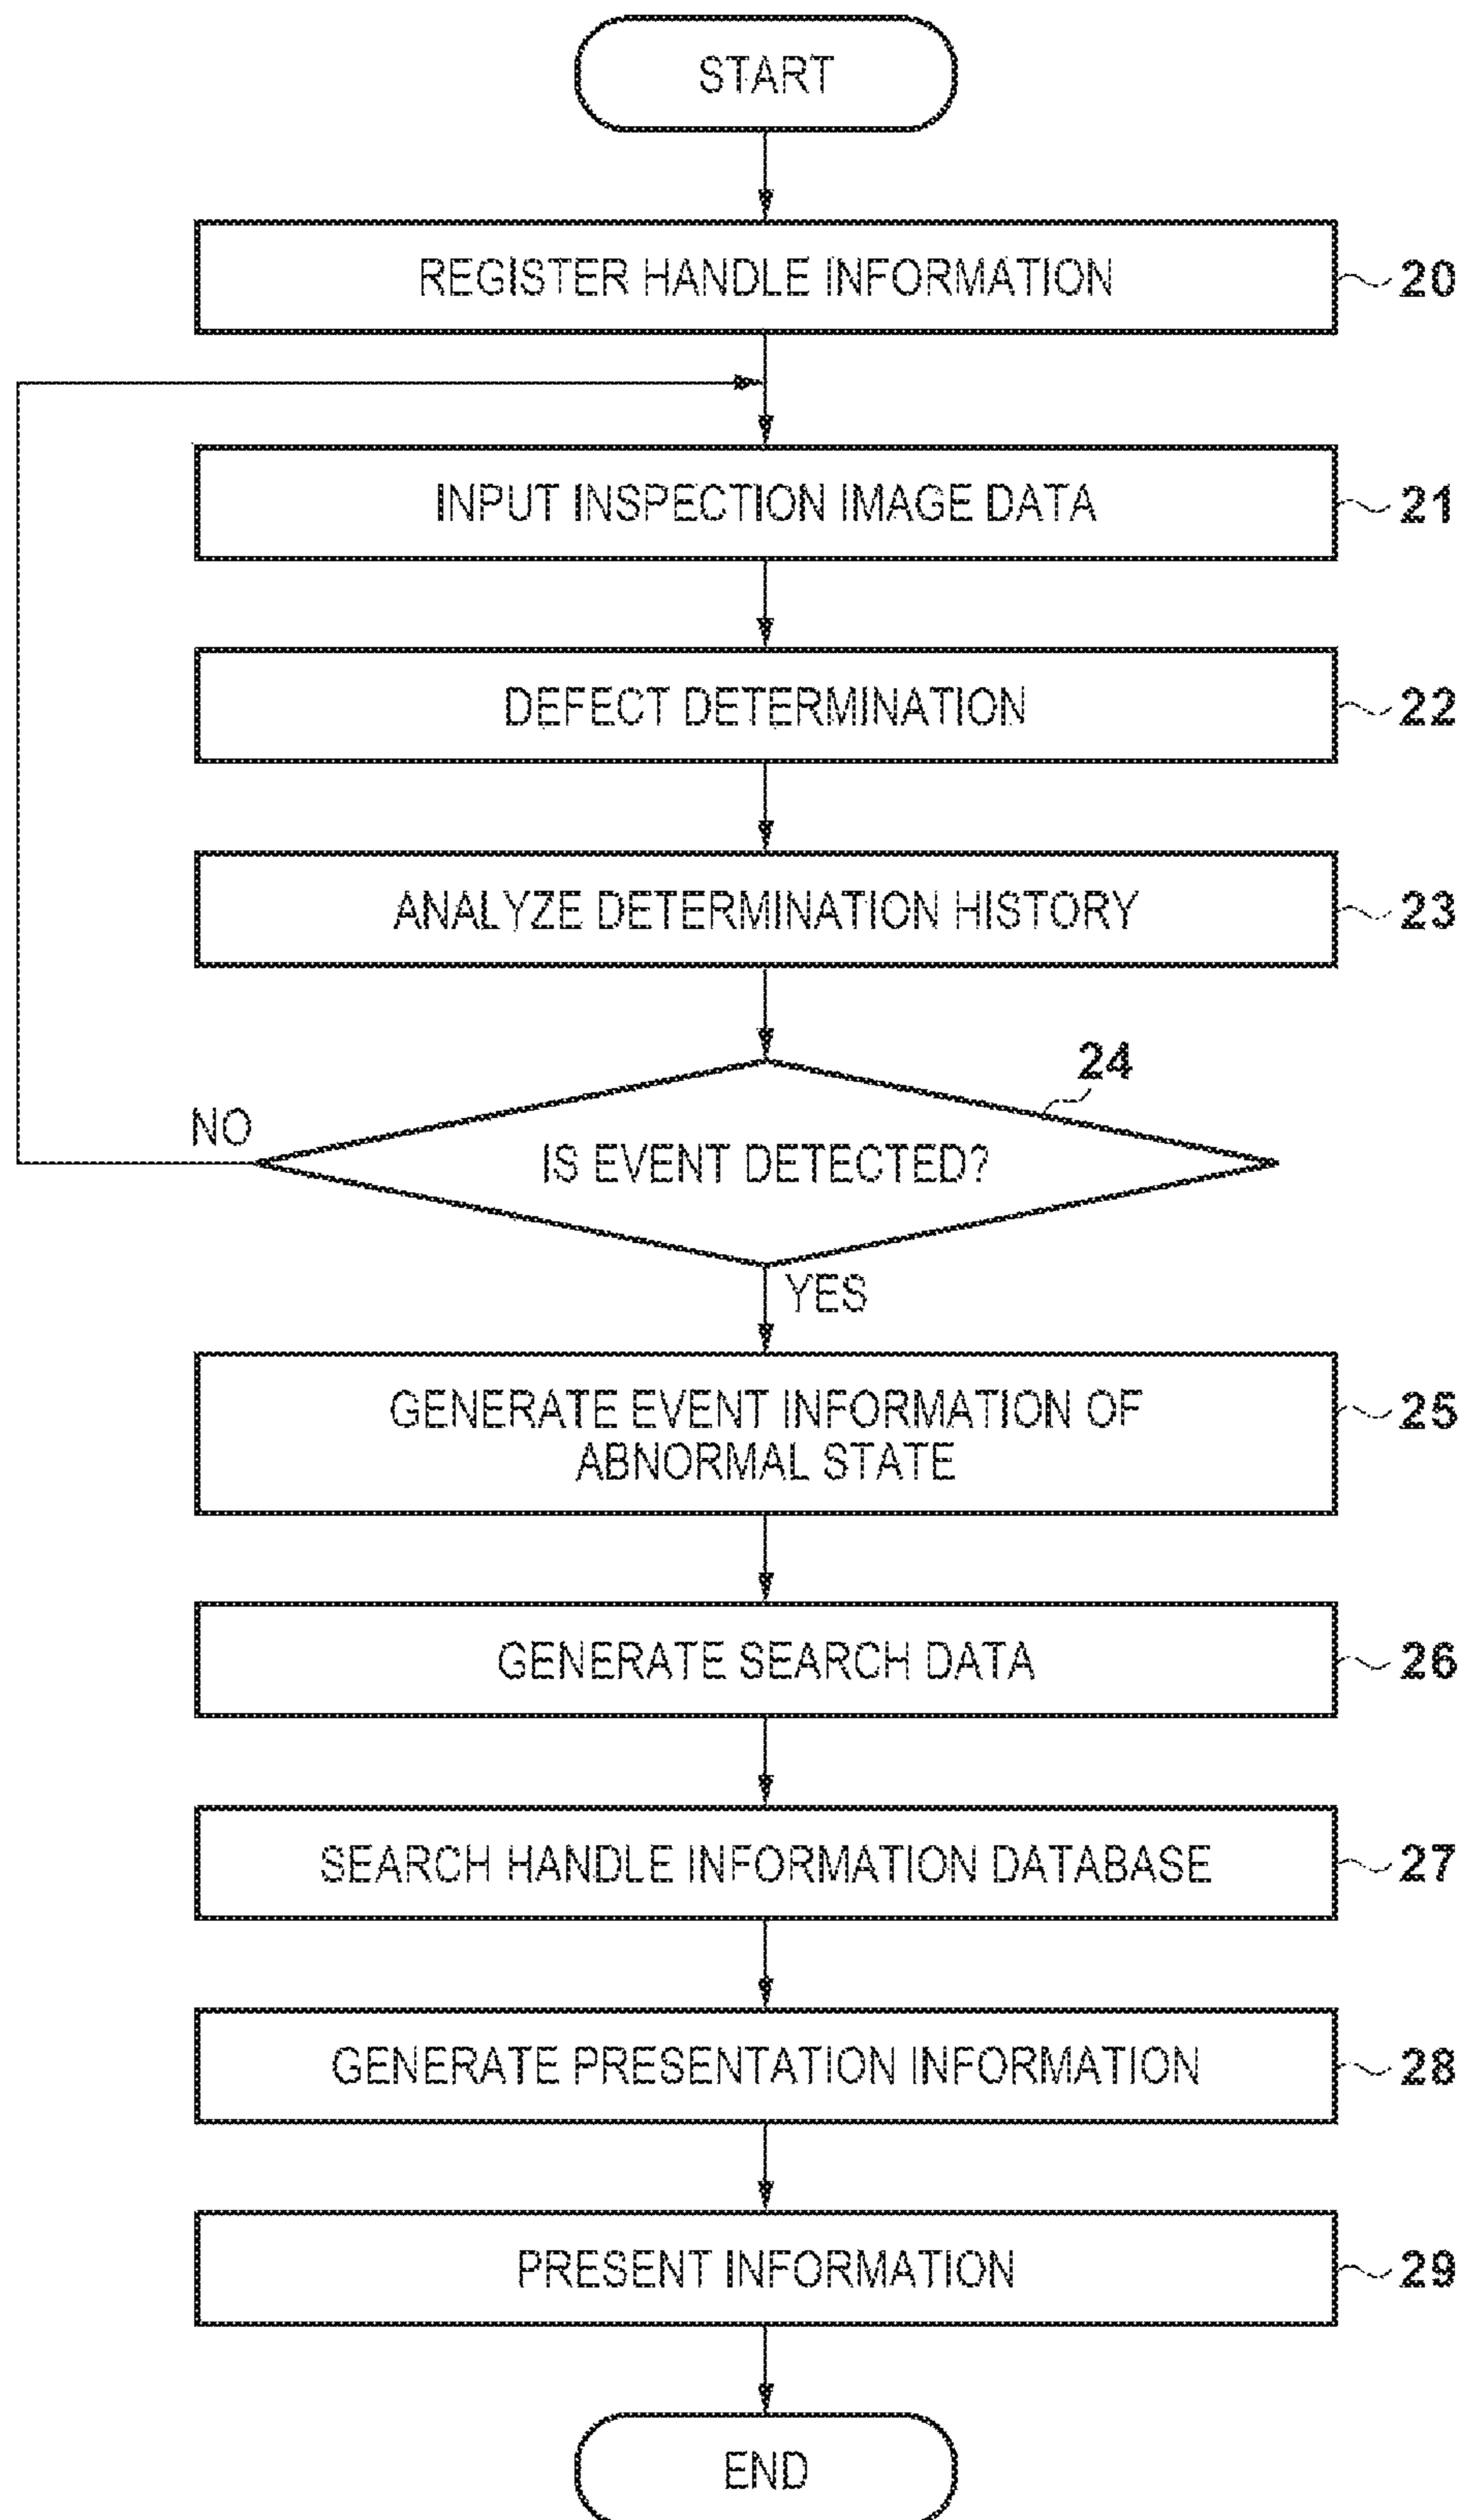 START
REGISTER HANDLE INFORMATION 20
INPUT INSPECTION IMAGE DATA 21
DEFECT DETERMINATION 22
ANALYZE DETERMINATION HISTORY 23
24
NO
IS EVENT DETECTED?
YES
GENERATE EVENT INFORMATION OF
ABNORMAL STATE
25
GENERATE SEARCH DATA 26
SEARCH HANDLE INFORMATION DATABASE 27
GENERATE PRESENTATION INFORMATION 28
PRESENT INFORMATION 29
END